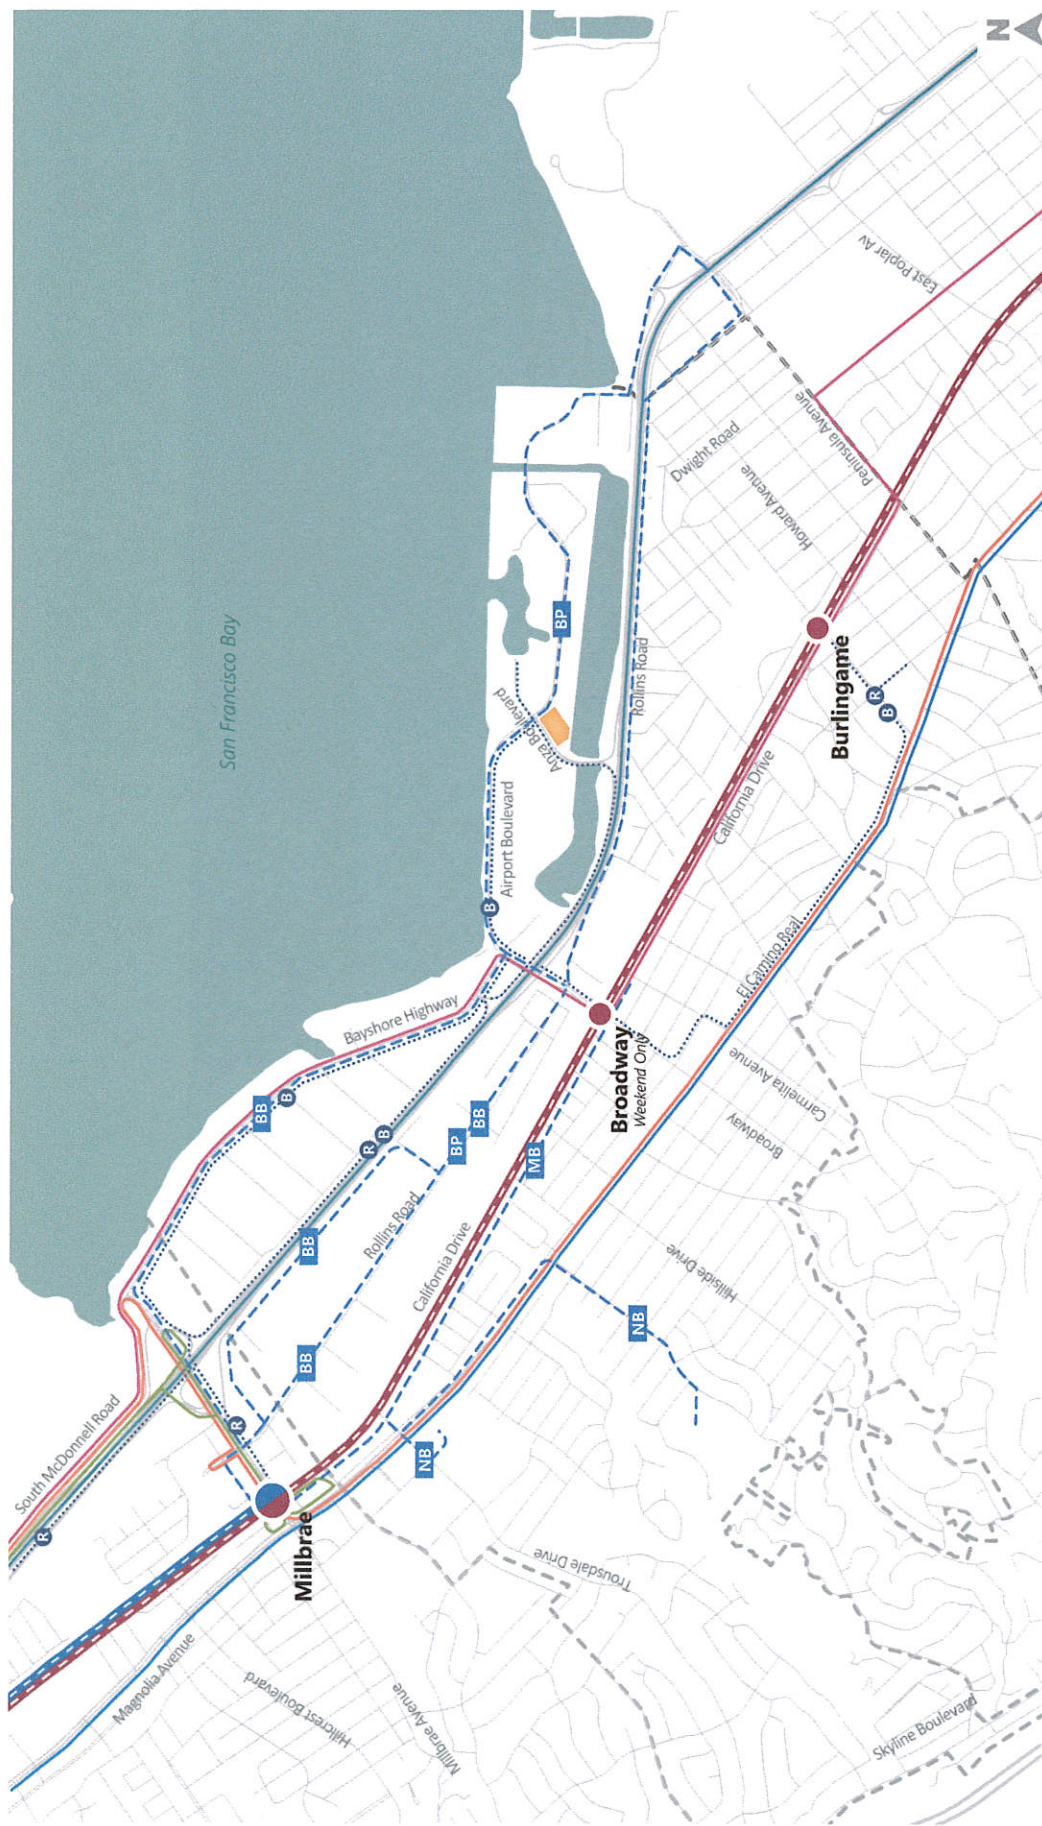 N
San Francisco Bay
East Poplar Av
Peninsula Avenue
Dwight Road
Howard Avenue
BP
Rollins Road
Anza Boulevard
Burlingame
R
B
California Drive
Airport Boulevard
B
El Camino Real
Bayshore Highway
Broadway
Weekend Only
Carmelita Avenue
Broadway
BB
B
R
B
BP
BB
MB
Rollins Road
BB
California Drive
Hillside Drive
NB
BB
South McDonnell Road
R
NB
R
Millbrae
Trousdale Drive
Magnolia Avenue
Hillcrest Boulevard
Millbrae Avenue
Skyline Boulevard